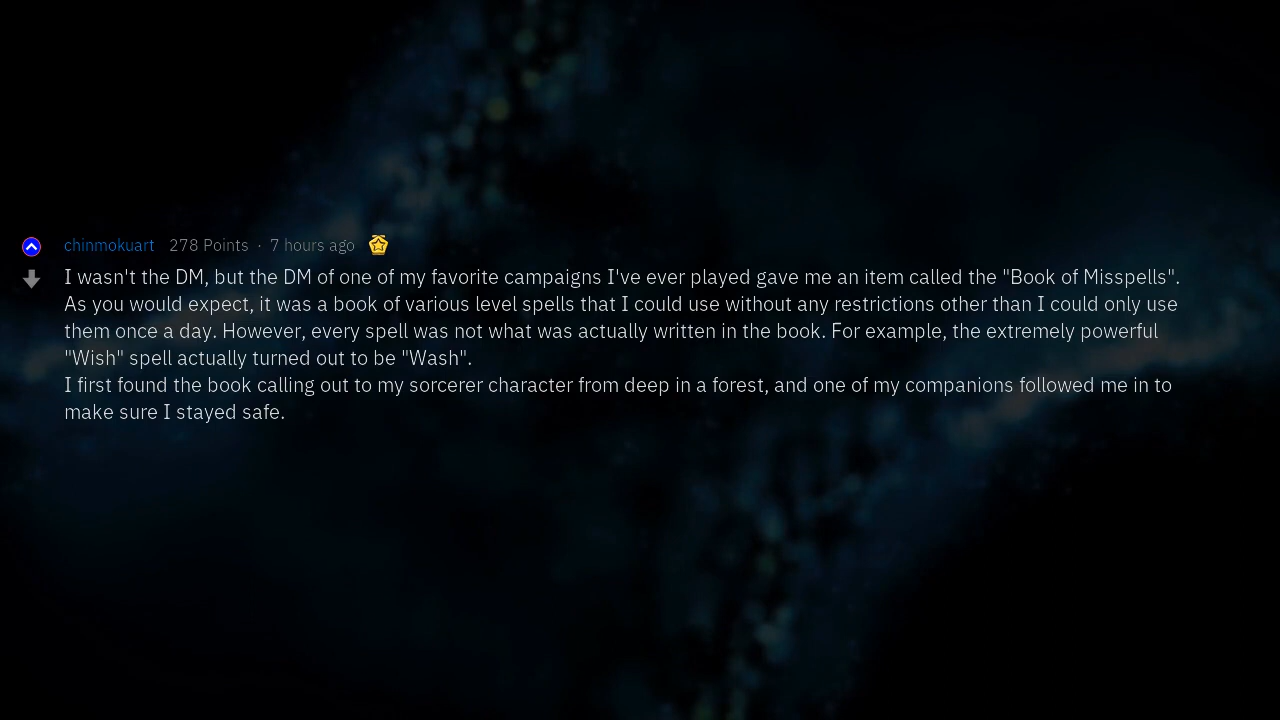 chinmokuart 278 Points · 7 hours ago
I wasn't the DM, but the DM of one of my favorite campaigns I've ever played gave me an item called the "Book of Misspells".
As you would expect, it was a book of various level spells that I could use without any restrictions other than I could only use
them once a day. However, every spell was not what was actually written in the book. For example, the extremely powerful
"Wish" spell actually turned out to be "Wash".
I first found the book calling out to my sorcerer character from deep in a forest, and one of my companions followed me in to
make sure I stayed safe.